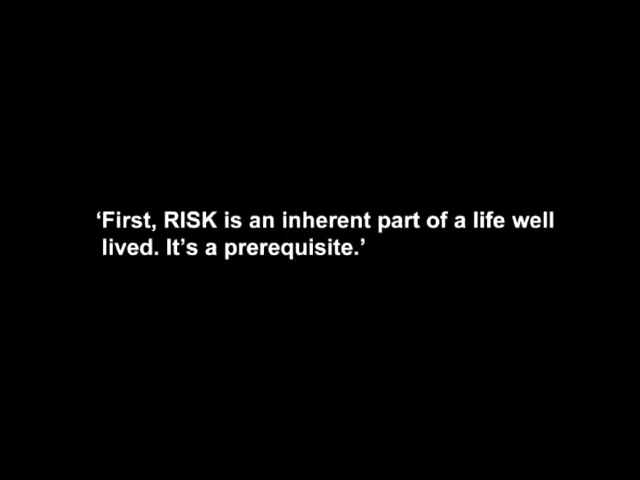 ‘First, RISK is an inherent part of a life well
lived. It’s a prerequisite.’